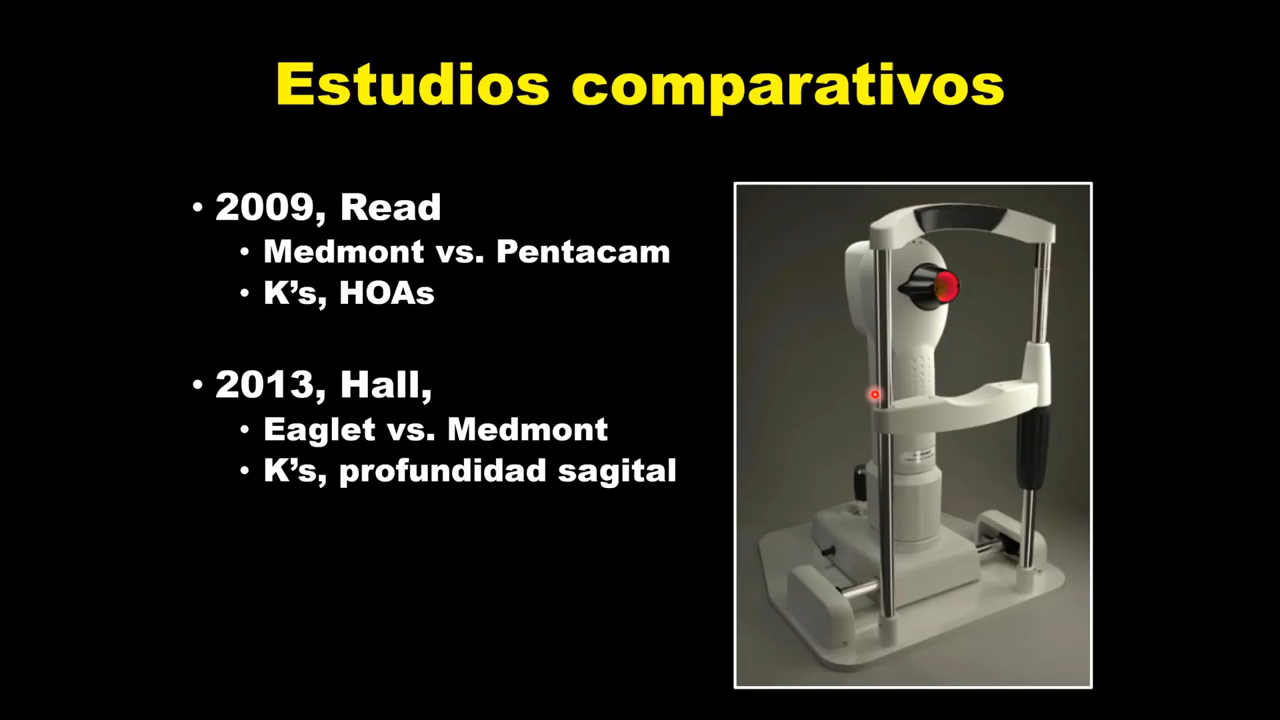 Estudios comparativos
• 2009, Read
• Medmont vs. Pentacam
• K’s, HOAs
• 2013, Hall,
• Eaglet vs. Medmont
• K’s, profundidad sagital